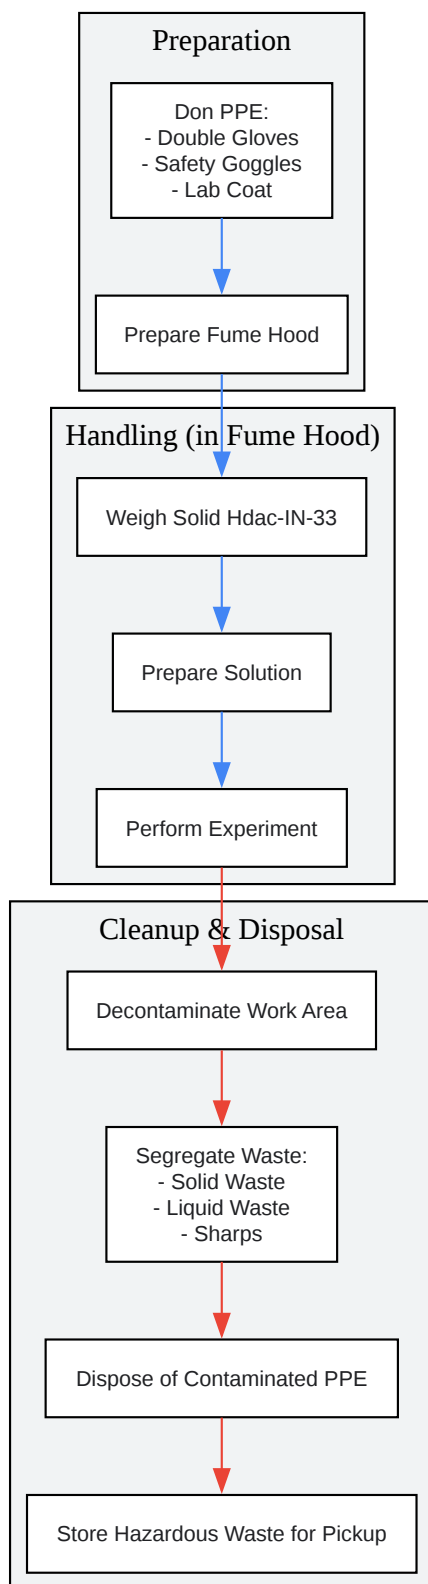 Preparation
Don PPE:
- Double Gloves
- Safety Goggles
- Lab Coat
Prepare Fume Hood
Handling (in Fume Hood)
Weigh Solid Hdac-IN-33
Prepare Solution
Perform Experiment
Cleanup & Disposal
Decontaminate Work Area
Segregate Waste:
- Solid Waste
- Liquid Waste
- Sharps
Dispose of Contaminated PPE
Store Hazardous Waste for Pickup